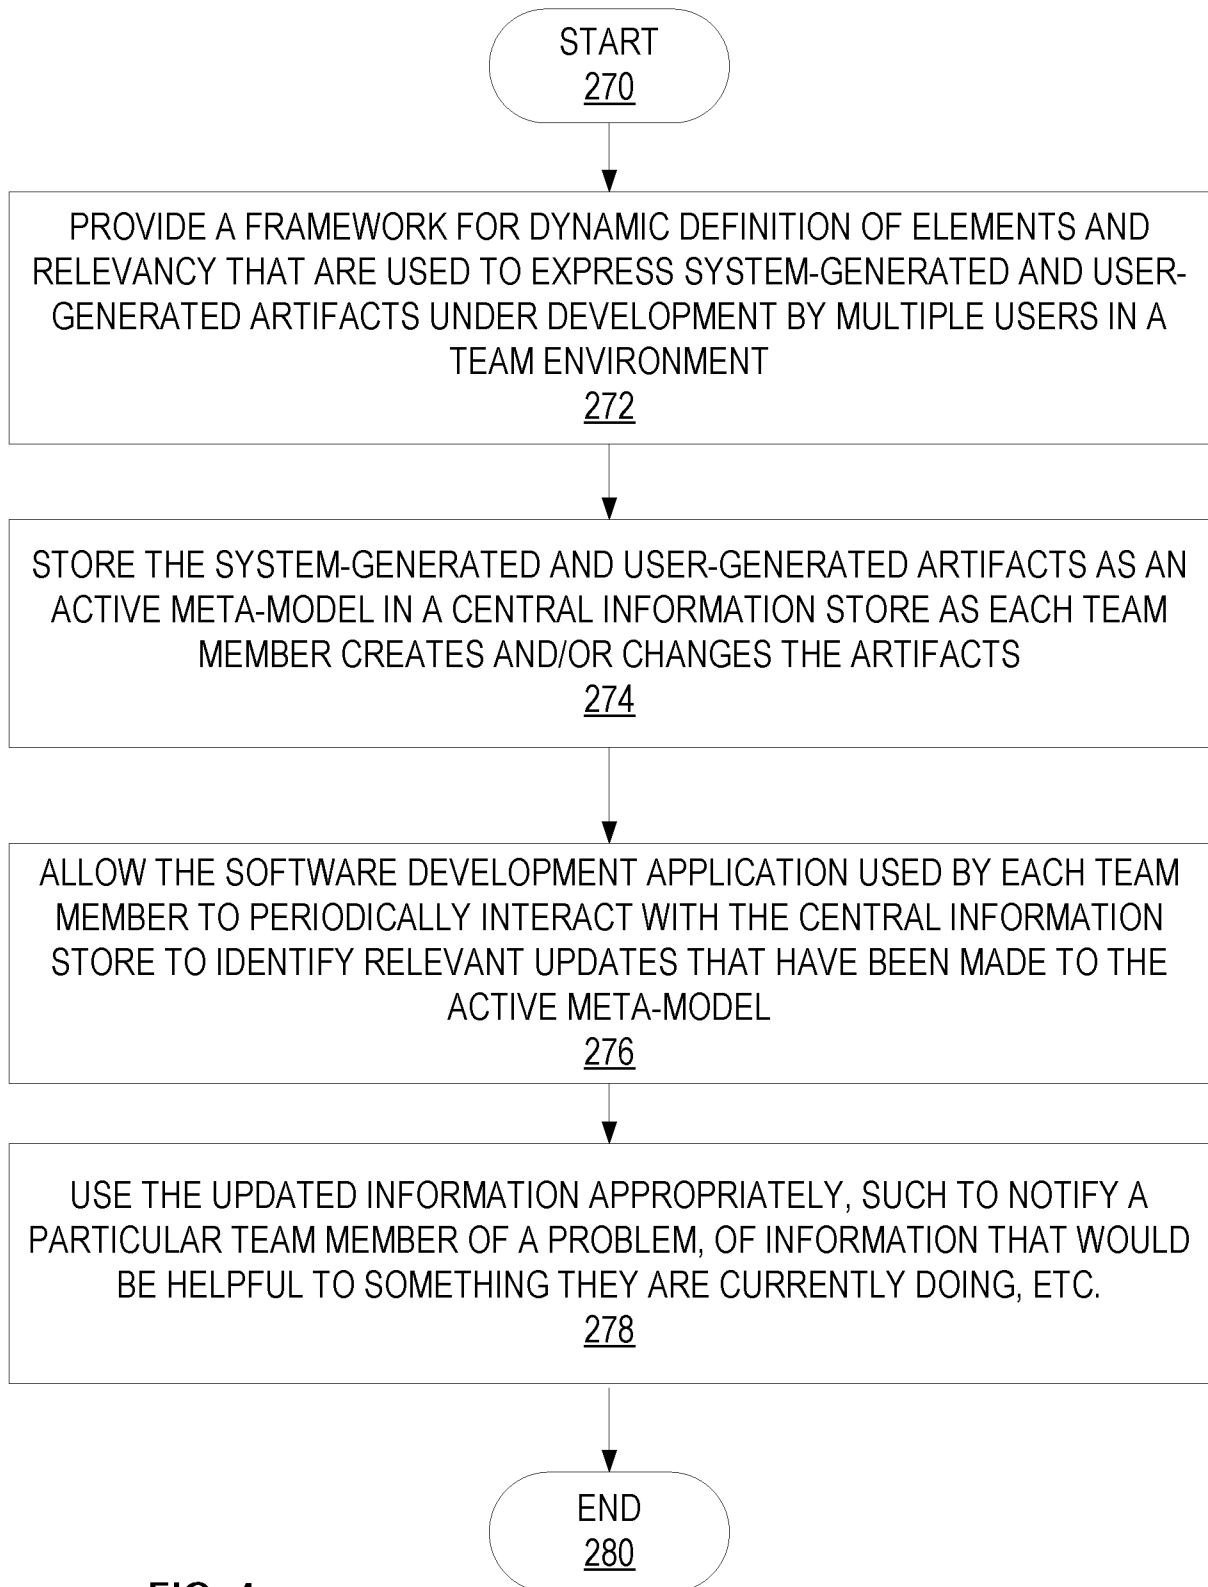 START
270
PROVIDE A FRAMEWORK FOR DYNAMIC DEFINITION OF ELEMENTS AND
RELEVANCY THAT ARE USED TO EXPRESS SYSTEM-GENERATED AND USER-
GENERATED ARTIFACTS UNDER DEVELOPMENT BY MULTIPLE USERS IN A
TEAM ENVIRONMENT
272
STORE THE SYSTEM-GENERATED AND USER-GENERATED ARTIFACTS AS AN
ACTIVE META-MODEL IN A CENTRAL INFORMATION STORE AS EACH TEAM
MEMBER CREATES AND/OR CHANGES THE ARTIFACTS
274
ALLOW THE SOFTWARE DEVELOPMENT APPLICATION USED BY EACH TEAM
MEMBER TO PERIODICALLY INTERACT WITH THE CENTRAL INFORMATION
STORE TO IDENTIFY RELEVANT UPDATES THAT HAVE BEEN MADE TO THE
ACTIVE META-MODEL
276
USE THE UPDATED INFORMATION APPROPRIATELY, SUCH TO NOTIFY A
PARTICULAR TEAM MEMBER OF A PROBLEM, OF INFORMATION THAT WOULD
BE HELPFUL TO SOMETHING THEY ARE CURRENTLY DOING, ETC.
278
END
280